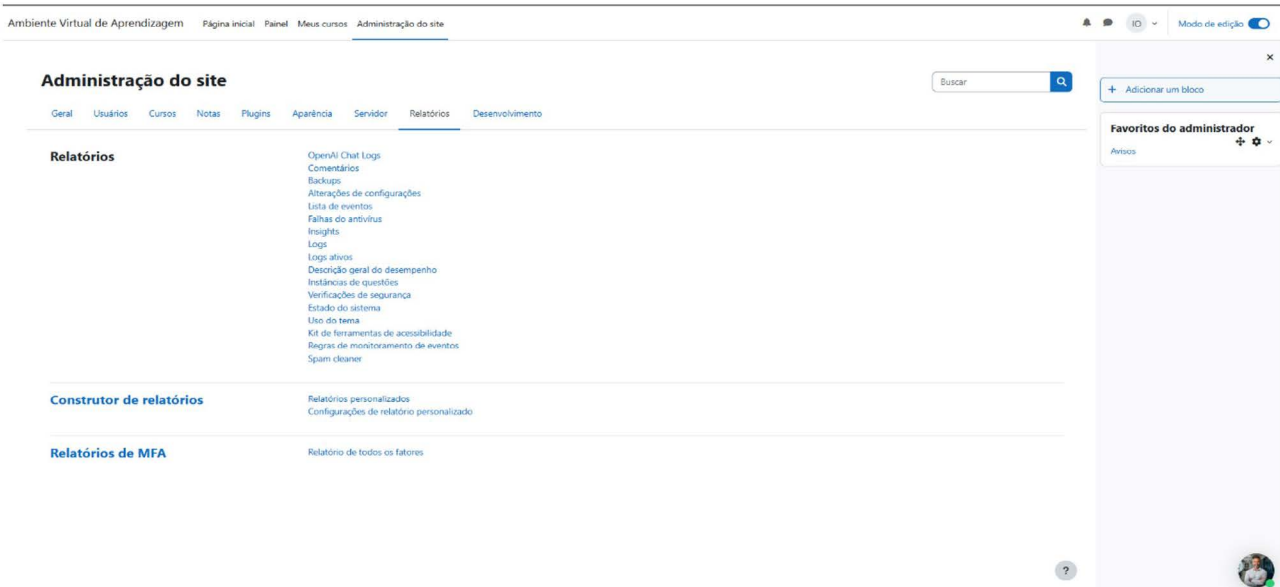 Ambiente Virtual de Aprendizagem Página inicial Painel Meus cursos Administração do site IO Modo de edição
Administração do site
Buscar
Geral Usuários Cursos Notas Plugins Aparência Servidor Relatórios Desenvolvimento
Relatórios
OpenAI Chat Logs
Comentários
Backups
Alterações de configurações
Lista de eventos
Falhas do antivírus
Insights
Logs
Logs ativos
Descrição geral do desempenho
Instâncias de questões
Verificações de segurança
Estado do sistema
Uso do tema
Kit de ferramentas de acessibilidade
Regras de monitoramento de eventos
Spam cleaner
Construtor de relatórios
Relatórios personalizados
Configurações de relatório personalizado
Relatórios de MFA
Relatório de todos os fatores
+ Adicionar um bloco
Favoritos do administrador
Avisos
?